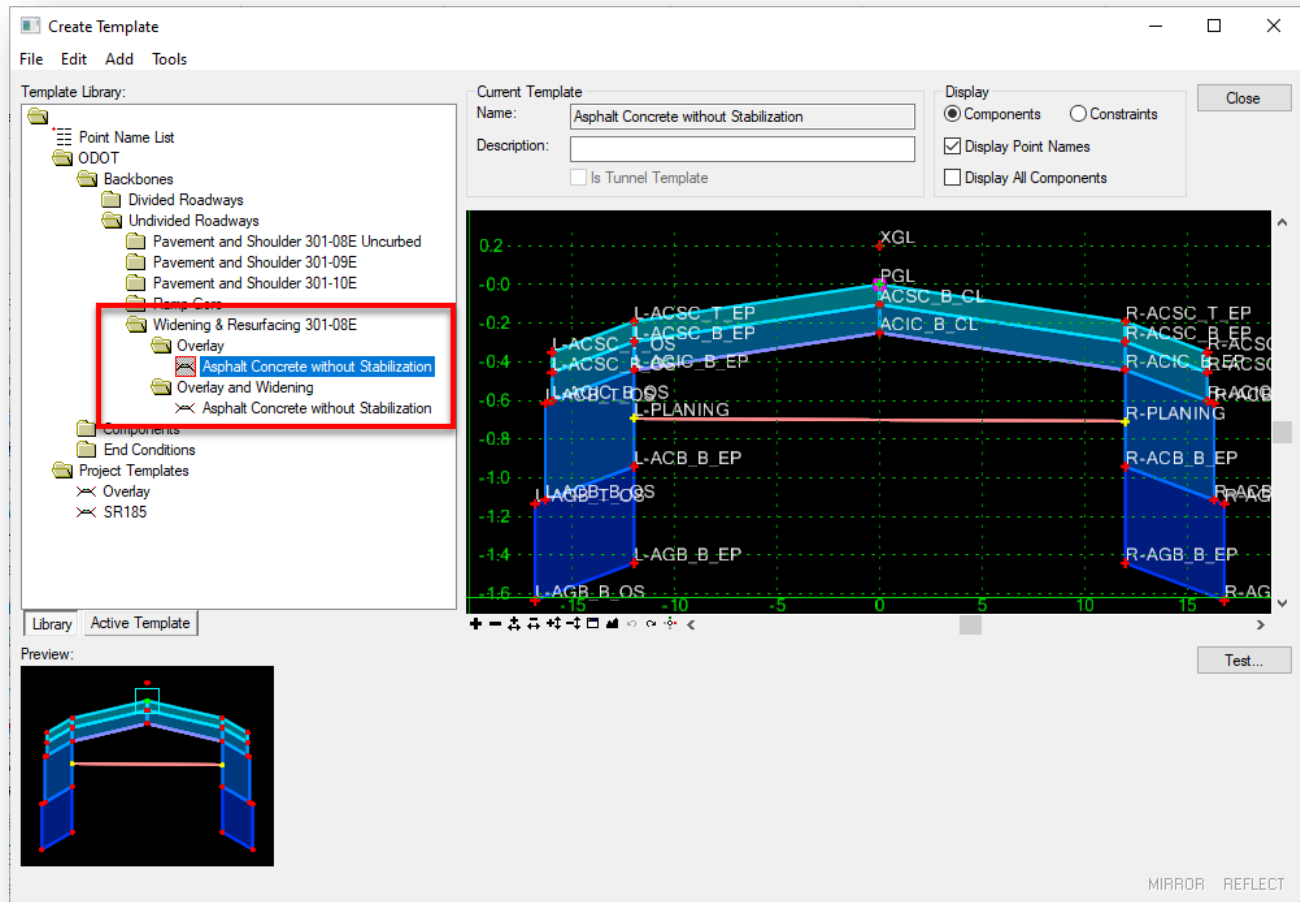 Create Template
File Edit Add Tools
Template Library:
Point Name List
ODOT
Backbones
Divided Roadways
Undivided Roadways
Pavement and Shoulder 301-08E Uncurbed
Pavement and Shoulder 301-09E
Pavement and Shoulder 301-10E
Ramp Gore
Widening & Resurfacing 301-08E
Overlay
Asphalt Concrete without Stabilization
Overlay and Widening
Asphalt Concrete without Stabilization
Components
End Conditions
Project Templates
Overlay
SR185
Library Active Template
Preview:
Current Template
Name: Asphalt Concrete without Stabilization
Description:
Is Tunnel Template
Display
Components Constraints
Display Point Names
Display All Components
Close
XGL
0.2
PGL
-0.0
ACSC_B_CL
L-ACSC_T_EP R-ACSC_T_EP
-0.2
ACIC_B_CL
L-ACSC_B_EP R-ACSC_B_EP
-0.4
R-ACIC_B_EP
-0.6
L-PLANING R-PLANING
-0.8
L-ACB_B_EP R-ACB_B_EP
-1.0
-1.2
-1.4
L-AGB_B_EP R-AGB_B_EP
-1.6
L-AGB_B_OS R-AG
-15 -10 -5 0 5 10 15
Test...
MIRROR REFLECT